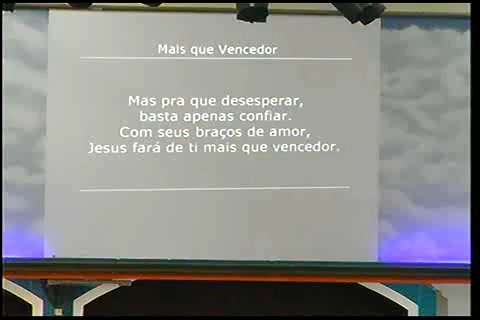 Mais que Vencedor
Mas pra que desesperar,
basta apenas confiar.
Com seus braços de amor,
Jesus fará de ti mais que vencedor.